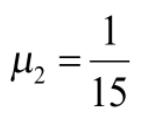 μ₂ = 1/15